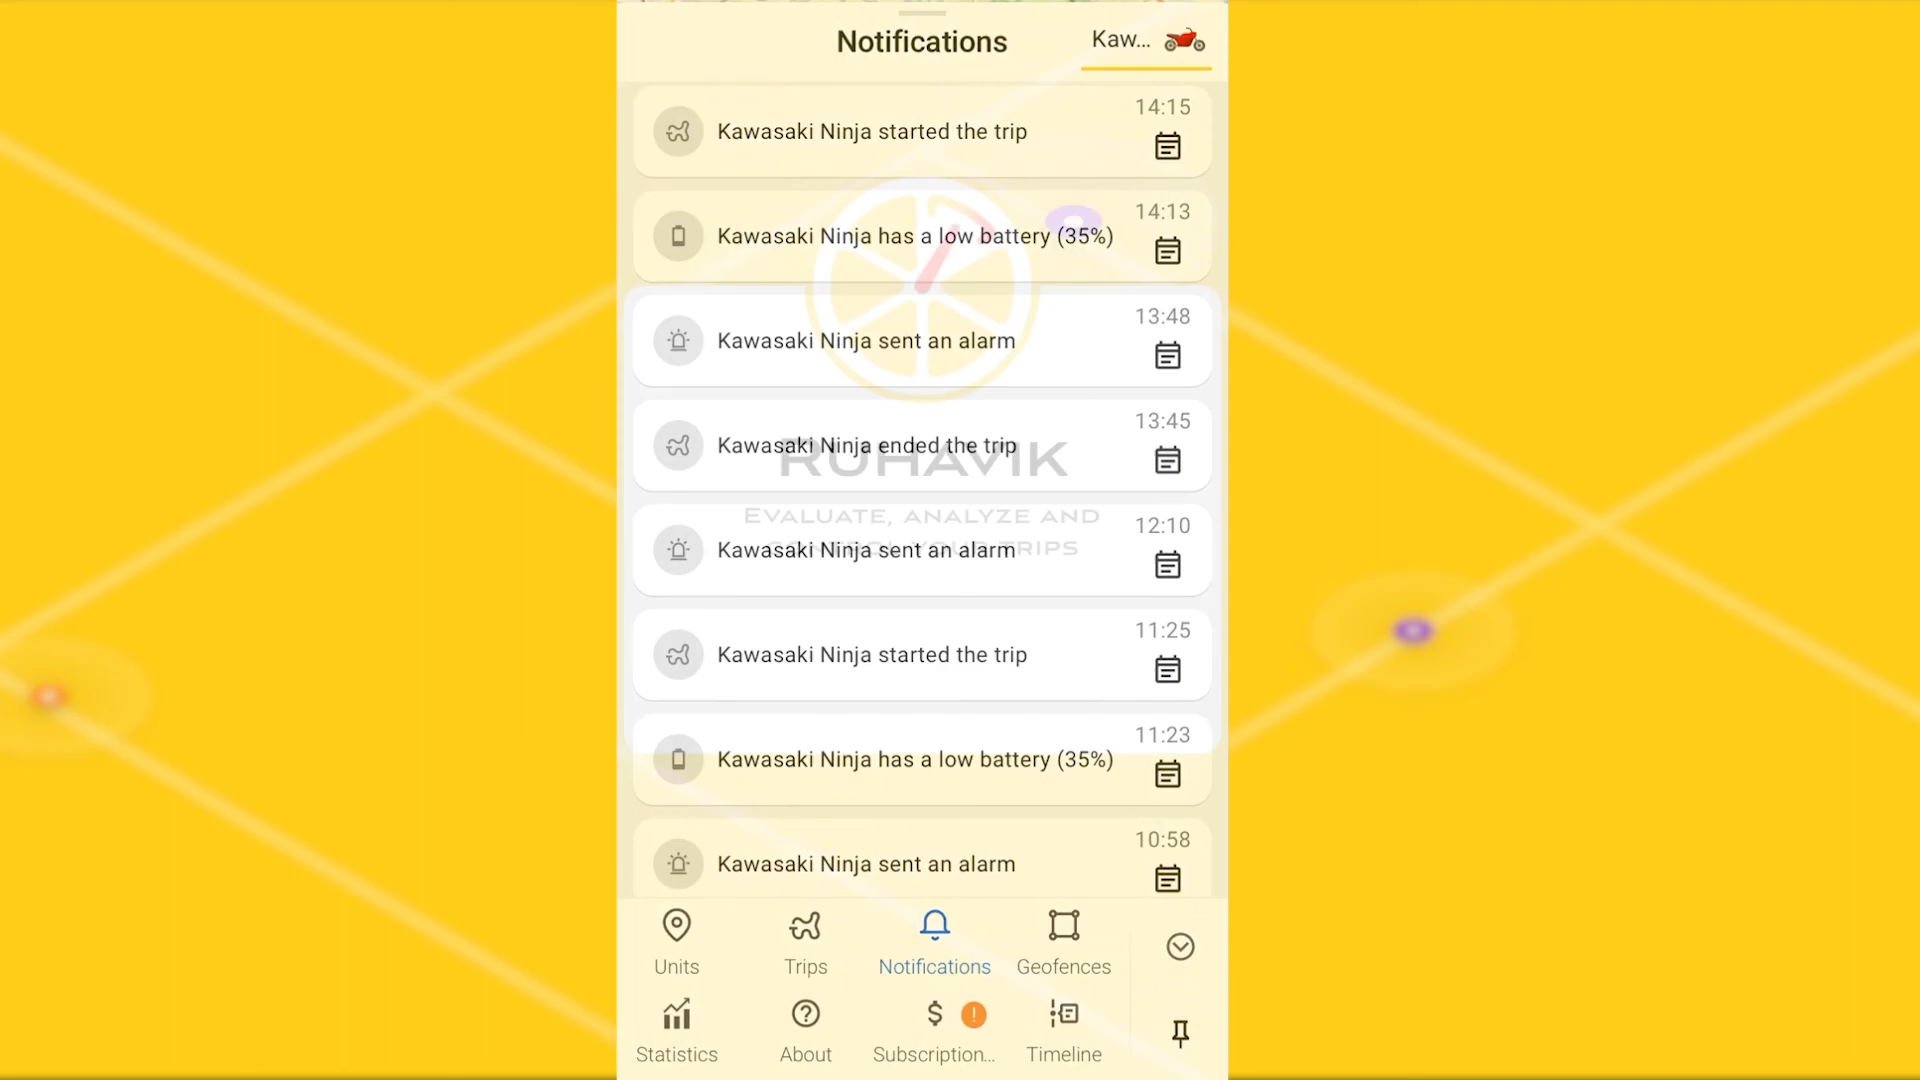 Notifications
Kaw...
14:15
Kawasaki Ninja started the trip
14:13
Kawasaki Ninja has a low battery (35%)
13:48
Kawasaki Ninja sent an alarm
13:45
Kawasaki Ninja ended the trip
RUHAVIK
EVALUATE, ANALYZE AND
CONTROL YOUR TRIPS
12:10
Kawasaki Ninja sent an alarm
11:25
Kawasaki Ninja started the trip
11:23
Kawasaki Ninja has a low battery (35%)
10:58
Kawasaki Ninja sent an alarm
Units
Trips
Notifications
Geofences
Statistics
About
Subscription...
Timeline